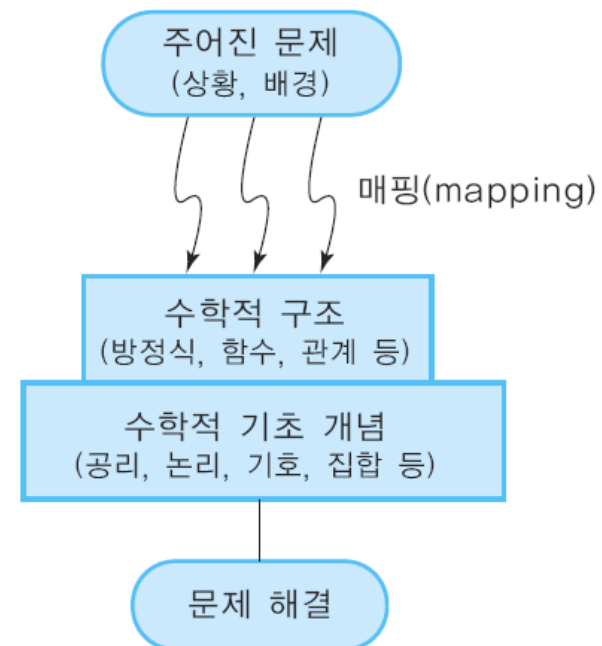 주어진 문제
(상황, 배경)
매핑(mapping)
수학적 구조
(방정식, 함수, 관계 등)
수학적 기초 개념
(공리, 논리, 기호, 집합 등)
문제 해결